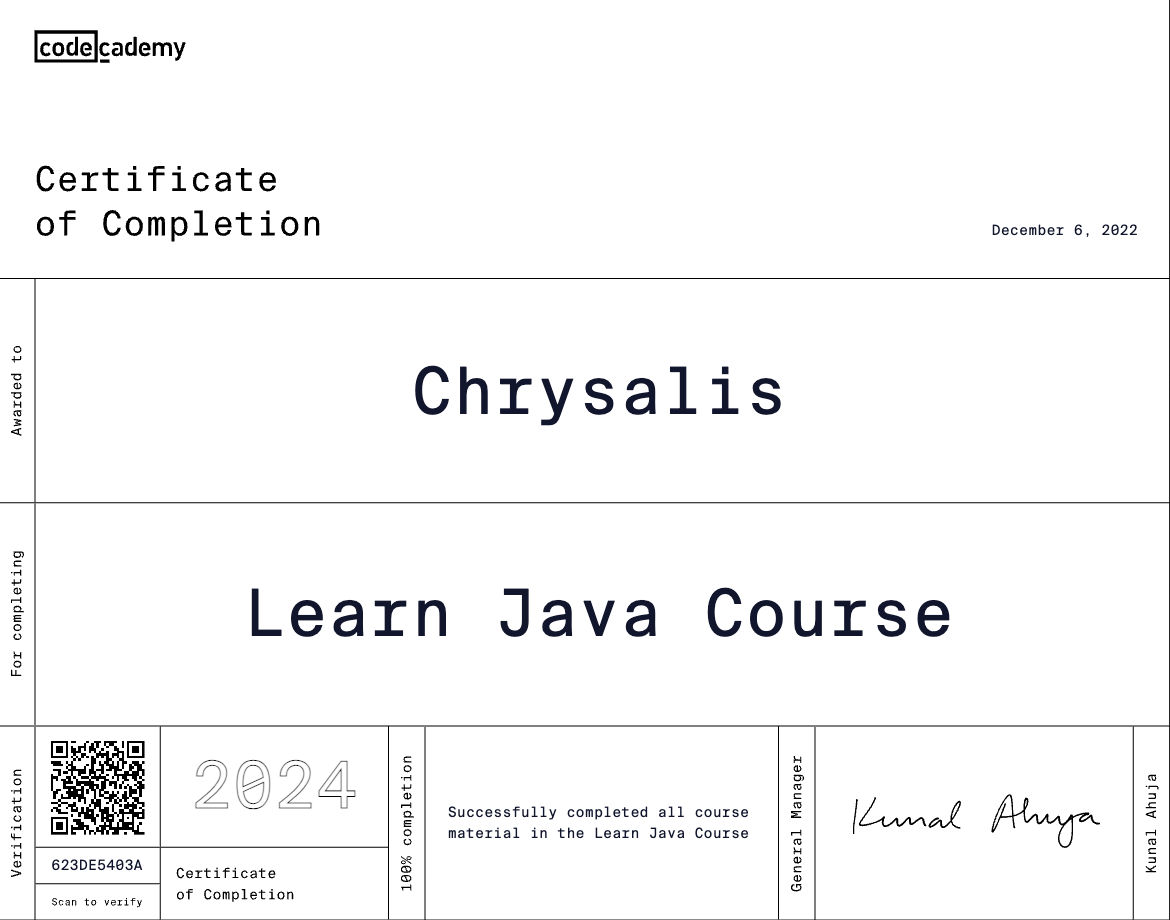 codecademy
Certificate
of Completion
December 6, 2022
Awarded to
Chrysalis
For completing
Learn Java Course
Verification
623DE5403A
Scan to verify
2024
Certificate
of Completion
100% completion
Successfully completed all course
material in the Learn Java Course
General Manager
Kunal Ahuja
Kunal Ahuja